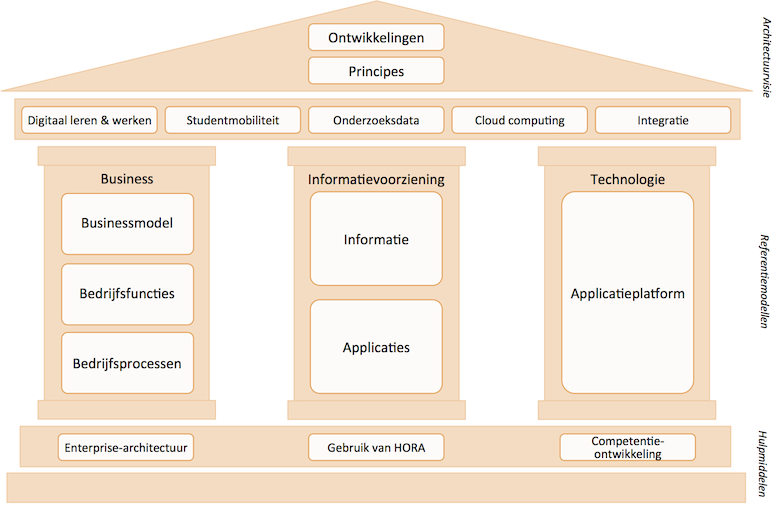 Ontwikkelingen
Principes
Architectuurvisie
Digitaal leren & werken
Studentmobiliteit
Onderzoeksdata
Cloud computing
Integratie
Business
Businessmodel
Bedrijfsfuncties
Bedrijfsprocessen
Informatievoorziening
Informatie
Applicaties
Technologie
Applicatieplatform
Referentiemodellen
Enterprise-architectuur
Gebruik van HORA
Competentie-
ontwikkeling
Hulpmiddelen